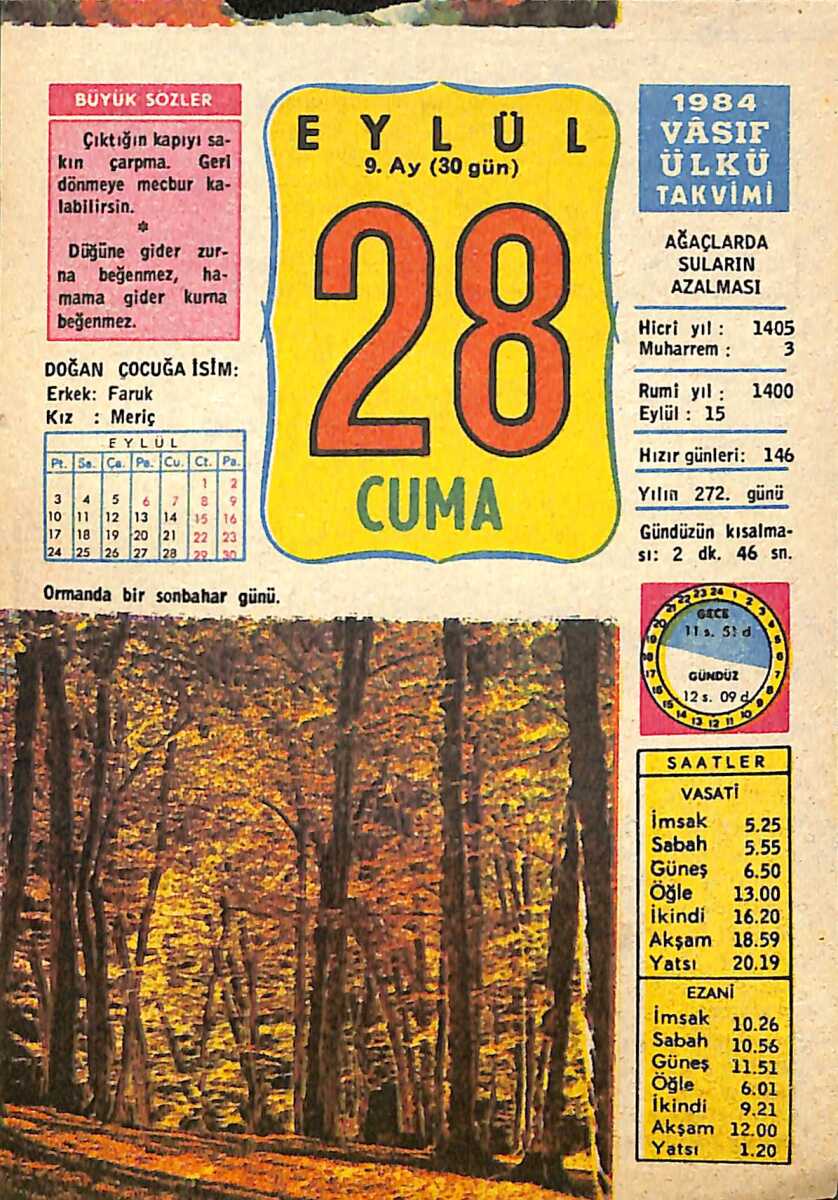 BÜYÜK SÖZLER
Çıktığın kapıyı sa-
kın çarpma. Geri
dönmeye mecbur ka-
labilirsin.
*
Düğüne gider zur-
na beğenmez, ha-
mama gider kurna
beğenmez.
DOĞAN ÇOCUĞA İSİM:
Erkek: Faruk
Kız : Meriç
EYLÜL
Pt. Sa. Ça. Pe. Cu. Ct. Pa.
1 2
3 4 5 6 7 8 9
10 11 12 13 14 15 16
17 18 19 20 21 22 23
24 25 26 27 28 29 30
EYLÜL
9. Ay (30 gün)
28
CUMA
1984
VÂSIF
ÜLKÜ
TAKVİMİ
AĞAÇLARDA
SULARIN
AZALMASI
Hicrî yıl : 1405
Muharrem : 3
Rumî yıl : 1400
Eylül : 15
Hızır günleri: 146
Yılın 272. günü
Gündüzün kısalma-
sı: 2 dk. 46 sn.
Ormanda bir sonbahar günü.
GECE
11 s. 51 d
GÜNDÜZ
12 s. 09 d
SAATLER
VASATİ
İmsak 5.25
Sabah 5.55
Güneş 6.50
Öğle 13.00
İkindi 16.20
Akşam 18.59
Yatsı 20.19
EZANİ
İmsak 10.26
Sabah 10.56
Güneş 11.51
Öğle 6.01
İkindi 9.21
Akşam 12.00
Yatsı 1.20